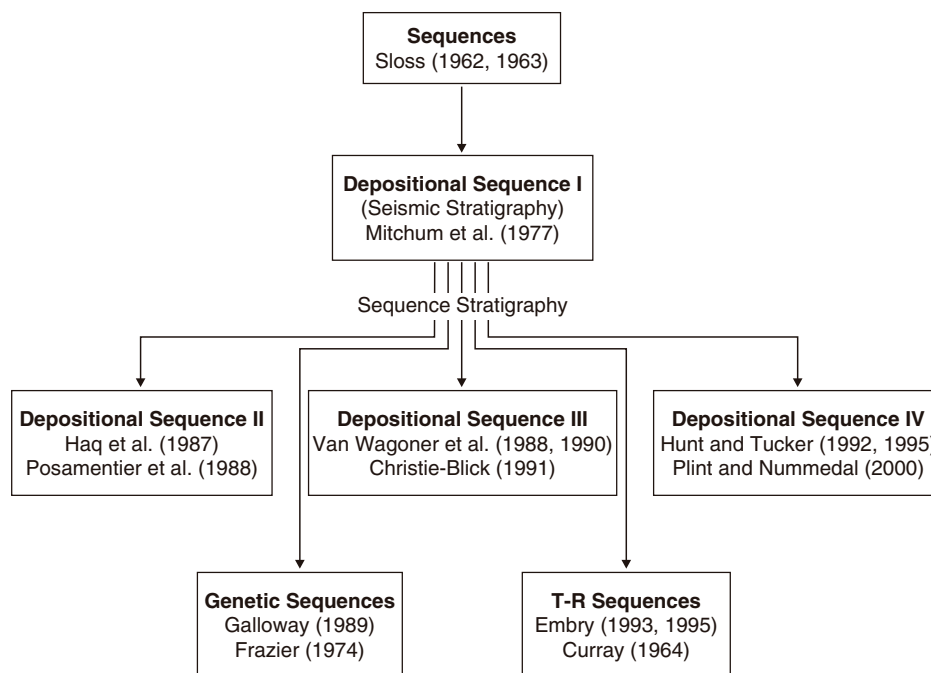 Sequences
Sloss (1962, 1963)
Depositional Sequence I
(Seismic Stratigraphy)
Mitchum et al. (1977)
Sequence Stratigraphy
Depositional Sequence II
Haq et al. (1987)
Posamentier et al. (1988)
Depositional Sequence III
Van Wagoner et al. (1988, 1990)
Christie-Blick (1991)
Depositional Sequence IV
Hunt and Tucker (1992, 1995)
Plint and Nummedal (2000)
Genetic Sequences
Galloway (1989)
Frazier (1974)
T-R Sequences
Embry (1993, 1995)
Curray (1964)